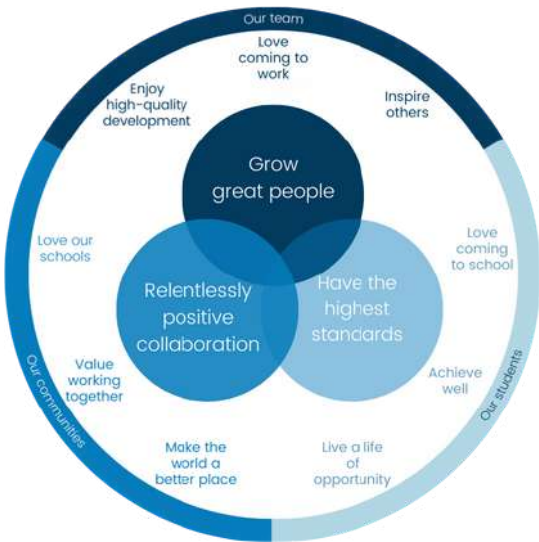 Our team
Love
coming to
work
Enjoy
high-quality
development
Inspire
others
Grow
great people
Love our
schools
Love
coming
to school
Relentlessly
positive
collaboration
Have the
highest
standards
Value
working
together
Achieve
well
Our communities
Our students
Make the
world a
better place
Live a life
of
opportunity